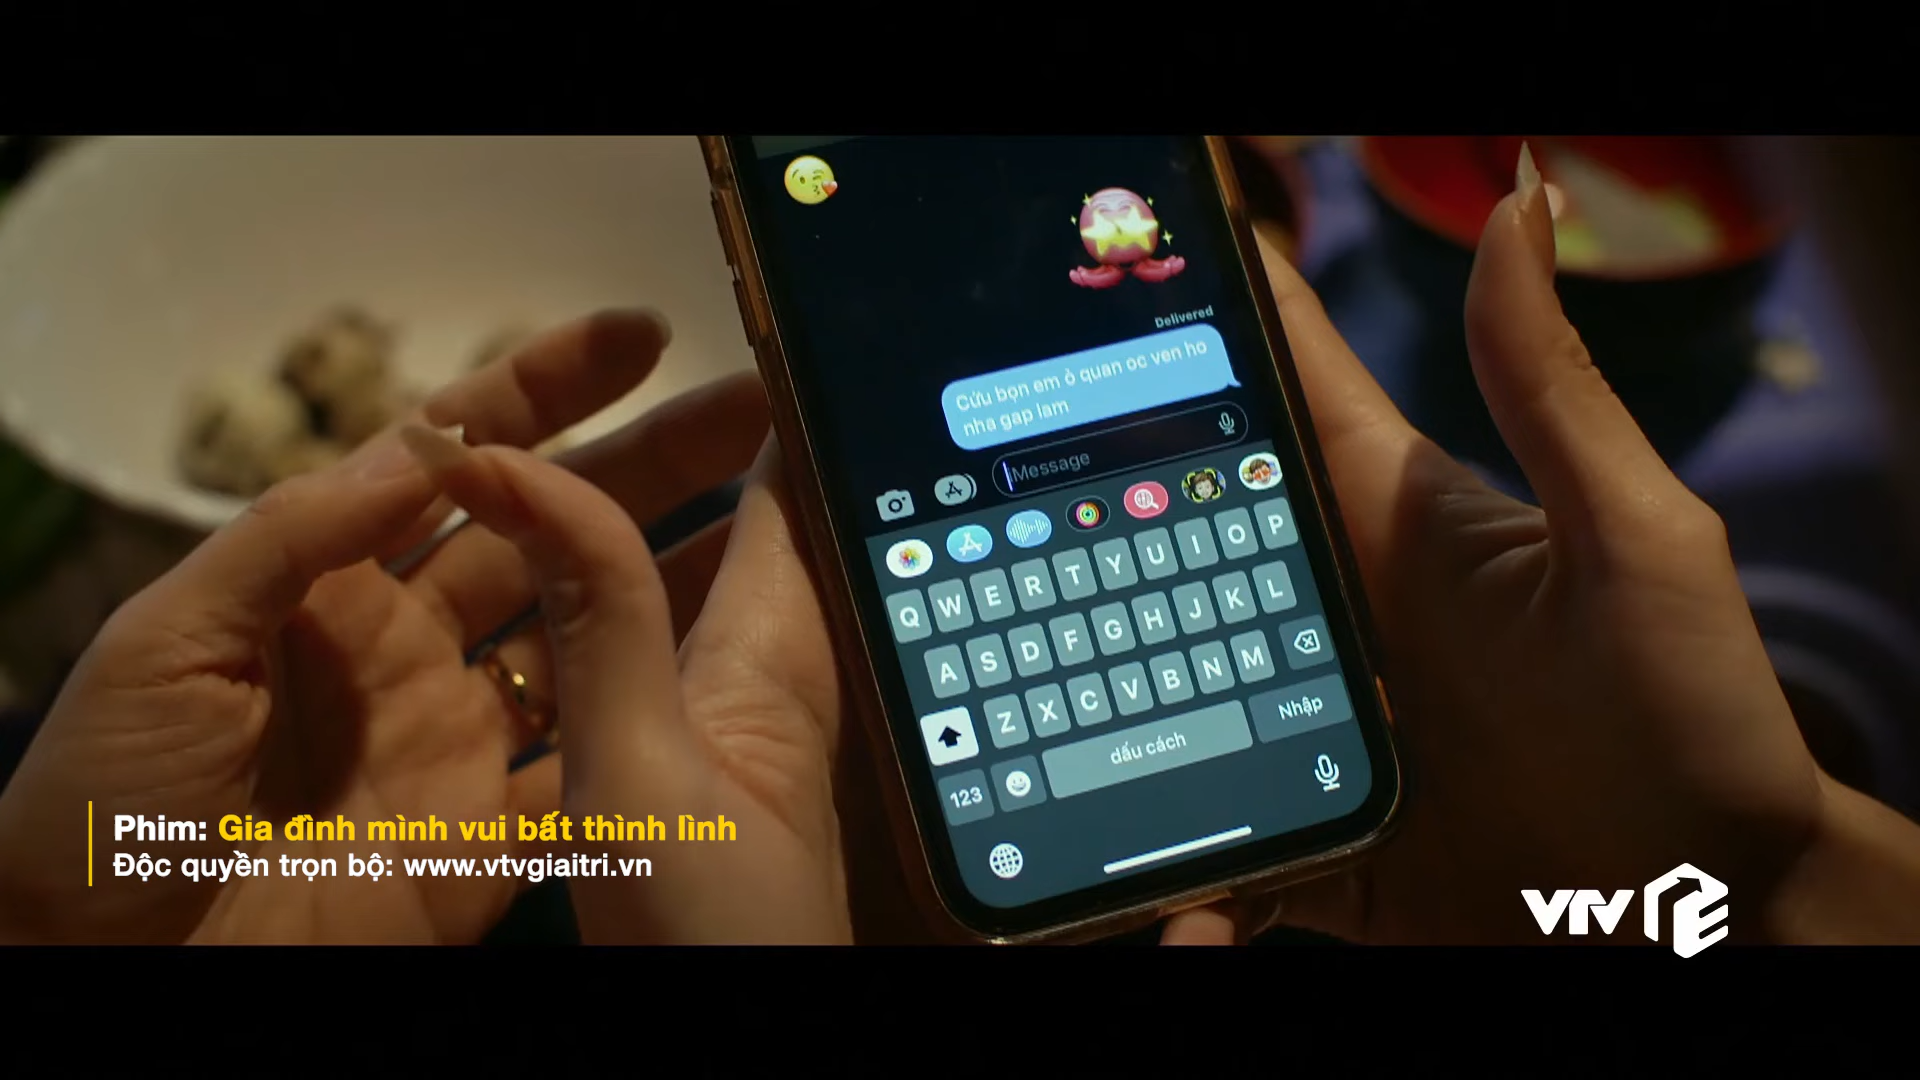 Delivered
Cứu bọn em ỏ quan oc ven ho
nha gap lam
iMessage
Q W E R T Y U I O P
A S D F G H J K L
Z X C V B N M
123
dấu cách
Nhập
Phim: Gia đình mình vui bất thình lình
Độc quyền trọn bộ: www.vtvgiaitri.vn
VTV